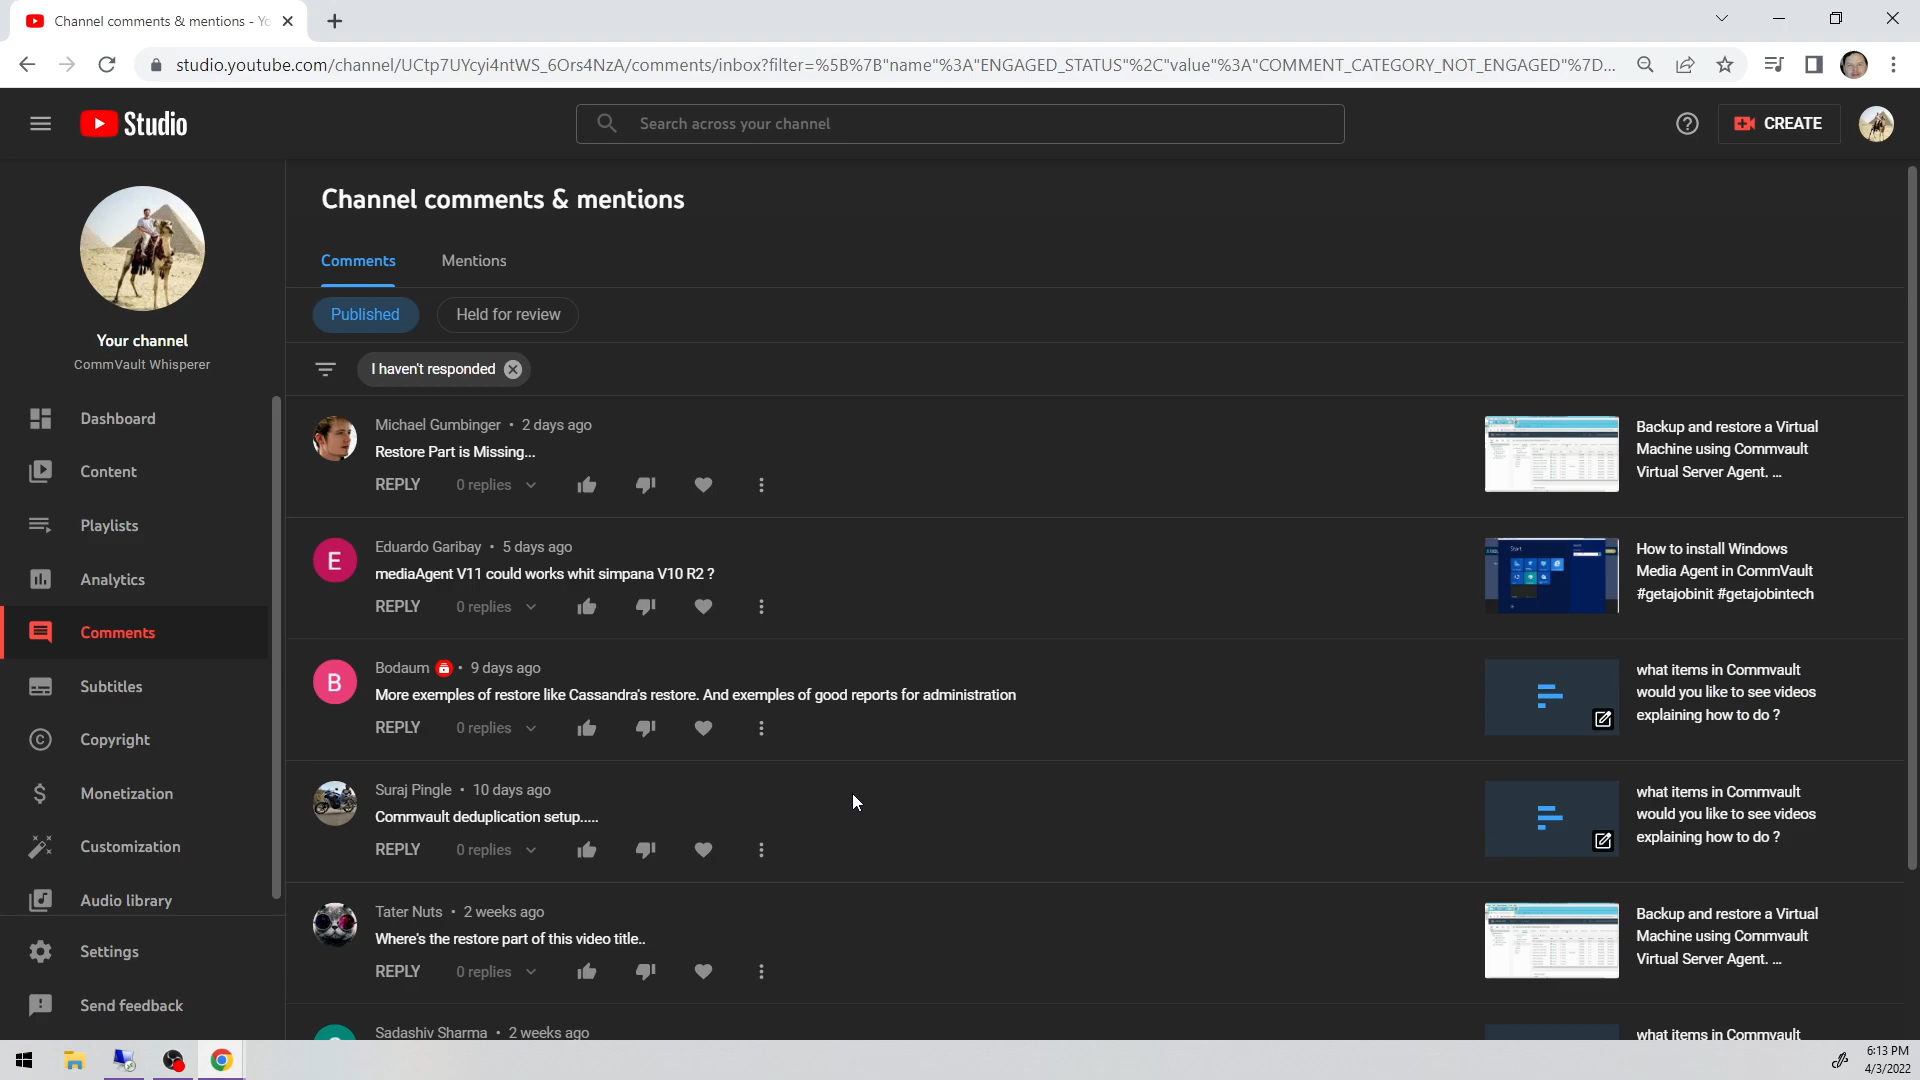 Channel comments & mentions - Yo
studio.youtube.com/channel/UCtp7UYcyi4ntWS_6Ors4NzA/comments/inbox?filter=%5B%7B"name"%3A"ENGAGED_STATUS"%2C"value"%3A"COMMENT_CATEGORY_NOT_ENGAGED"%7D...
Studio
Search across your channel
CREATE
Your channel
CommVault Whisperer
Dashboard
Content
Playlists
Analytics
Comments
Subtitles
Copyright
Monetization
Customization
Audio library
Settings
Send feedback
Channel comments & mentions
Comments
Mentions
Published
Held for review
I haven't responded
Michael Gumbinger • 2 days ago
Restore Part is Missing...
REPLY 0 replies
Backup and restore a Virtual
Machine using Commvault
Virtual Server Agent. ...
E
Eduardo Garibay • 5 days ago
mediaAgent V11 could works whit simpana V10 R2 ?
REPLY 0 replies
Start
How to install Windows
Media Agent in CommVault
#getajobinit #getajobintech
B
Bodaum • 9 days ago
More exemples of restore like Cassandra's restore. And exemples of good reports for administration
REPLY 0 replies
what items in Commvault
would you like to see videos
explaining how to do ?
Suraj Pingle • 10 days ago
Commvault deduplication setup.....
REPLY 0 replies
what items in Commvault
would you like to see videos
explaining how to do ?
Tater Nuts • 2 weeks ago
Where's the restore part of this video title..
REPLY 0 replies
Backup and restore a Virtual
Machine using Commvault
Virtual Server Agent. ...
Sadashiv Sharma • 2 weeks ago
what items in Commvault
6:13 PM
4/3/2022